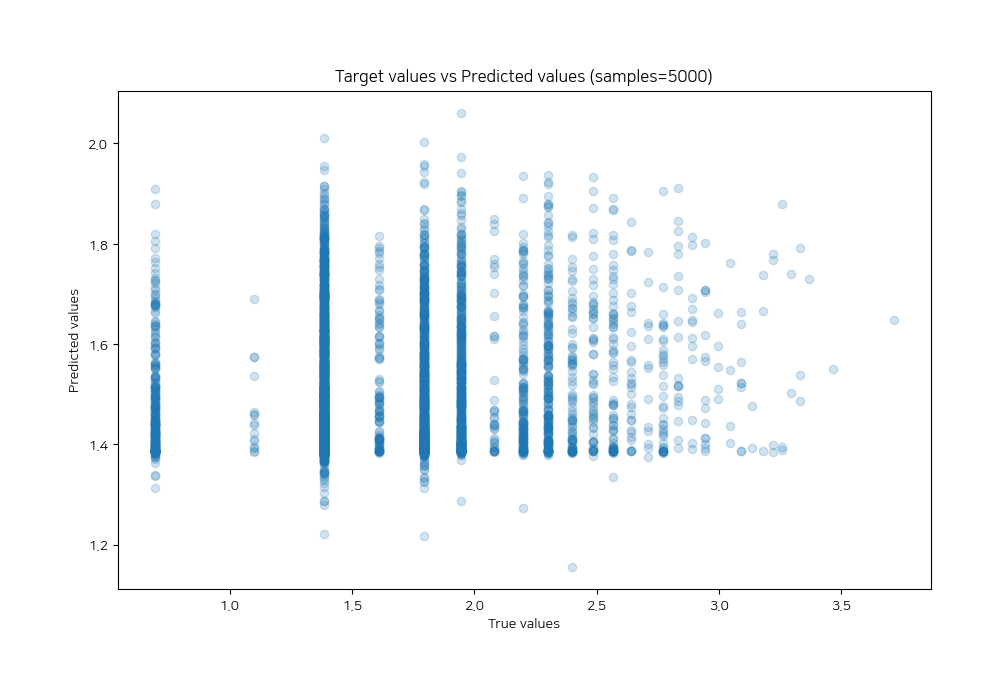 Target values vs Predicted values (samples=5000)
Predicted values
2.0
1.8
1.6
1.4
1.2
1.0 1.5 2.0 2.5 3.0 3.5
True values